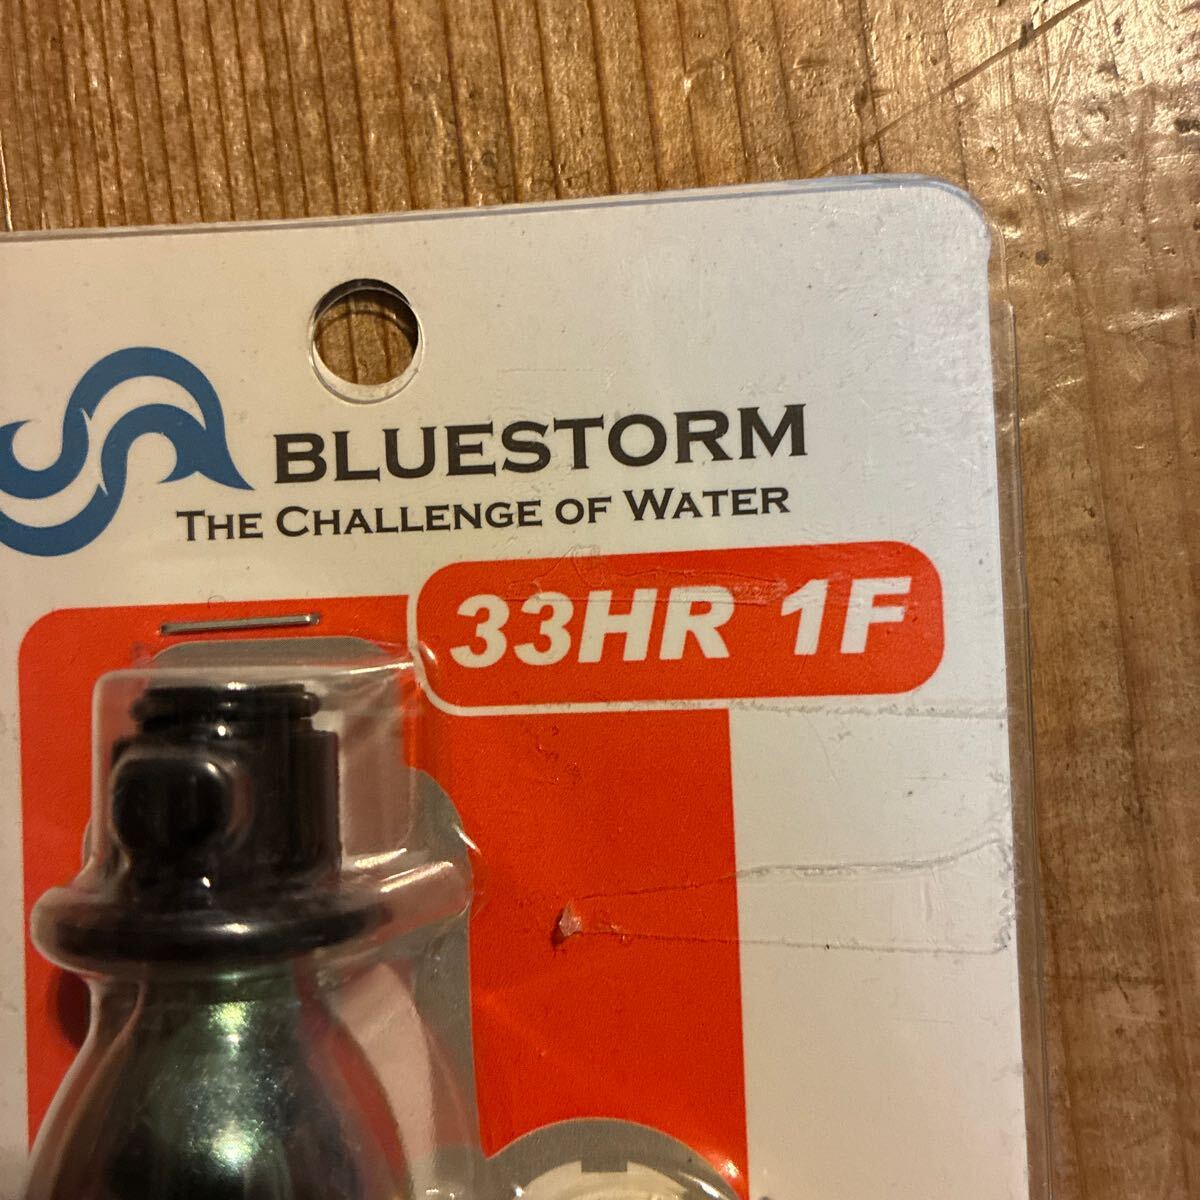 BLUESTORM
THE CHALLENGE OF WATER
33HR 1F